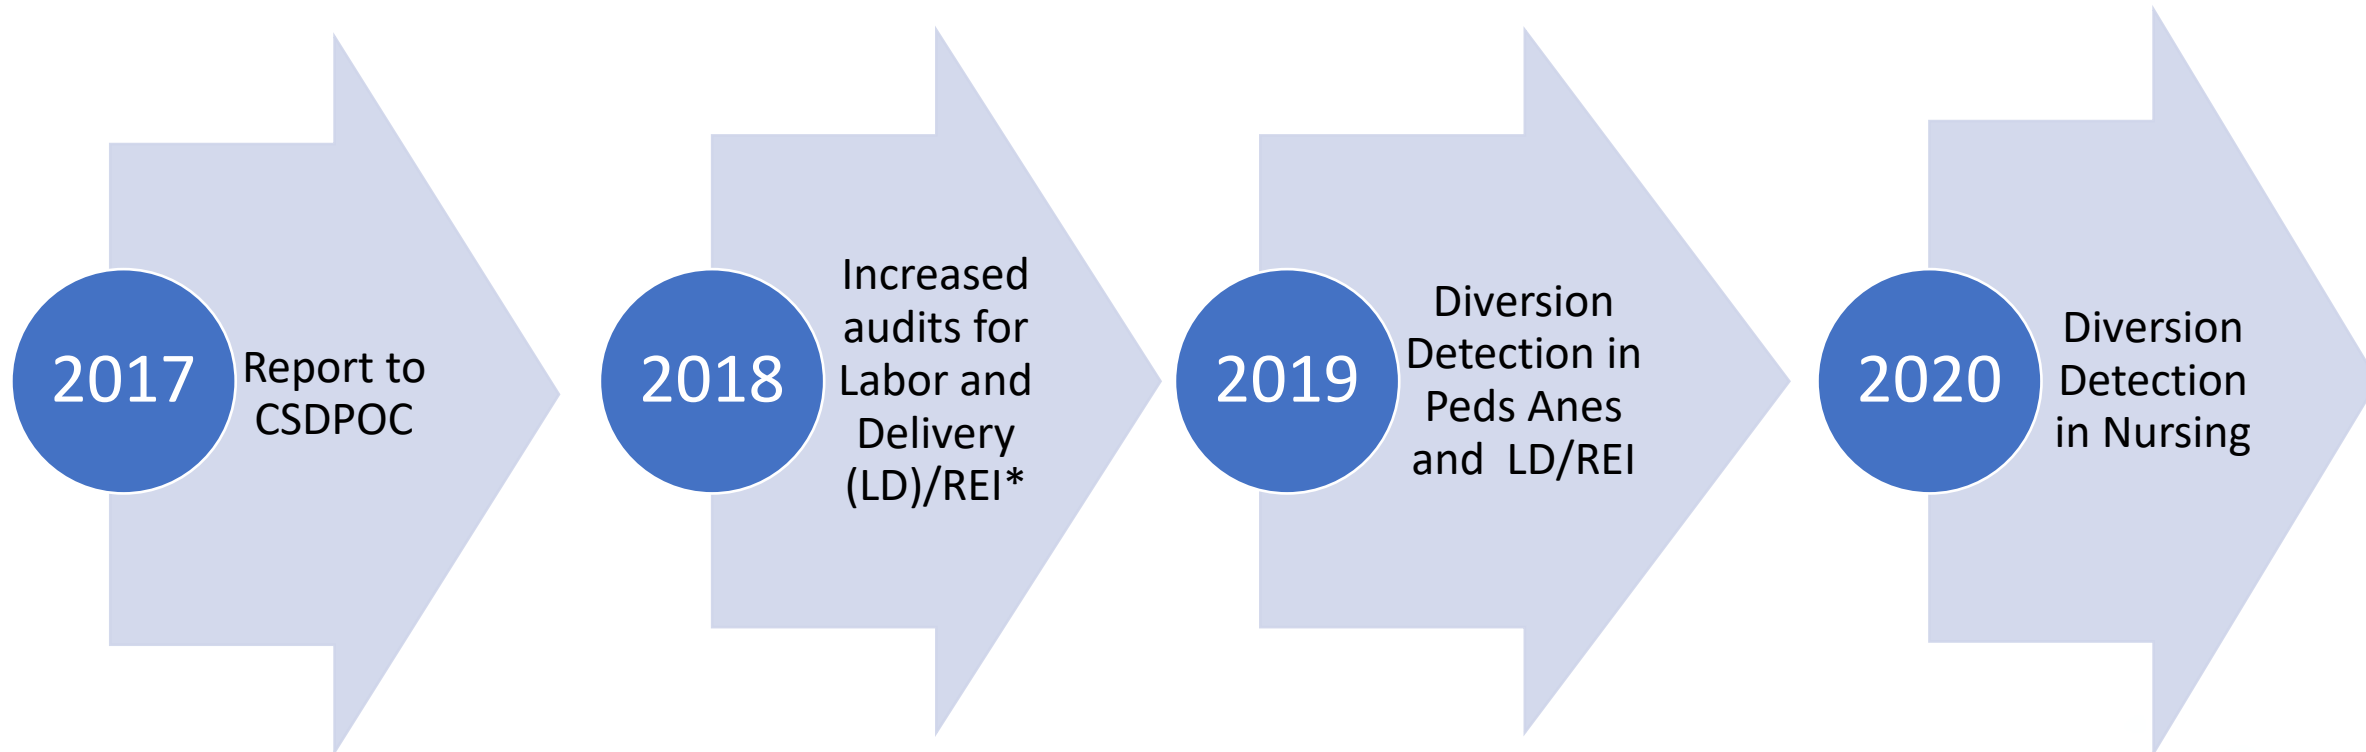 2017
Report to
CSDPOC
2018
Increased
audits for
Labor and
Delivery
(LD)/REI*
2019
Diversion
Detection in
Peds Anes
and LD/REI
2020
Diversion
Detection
in Nursing